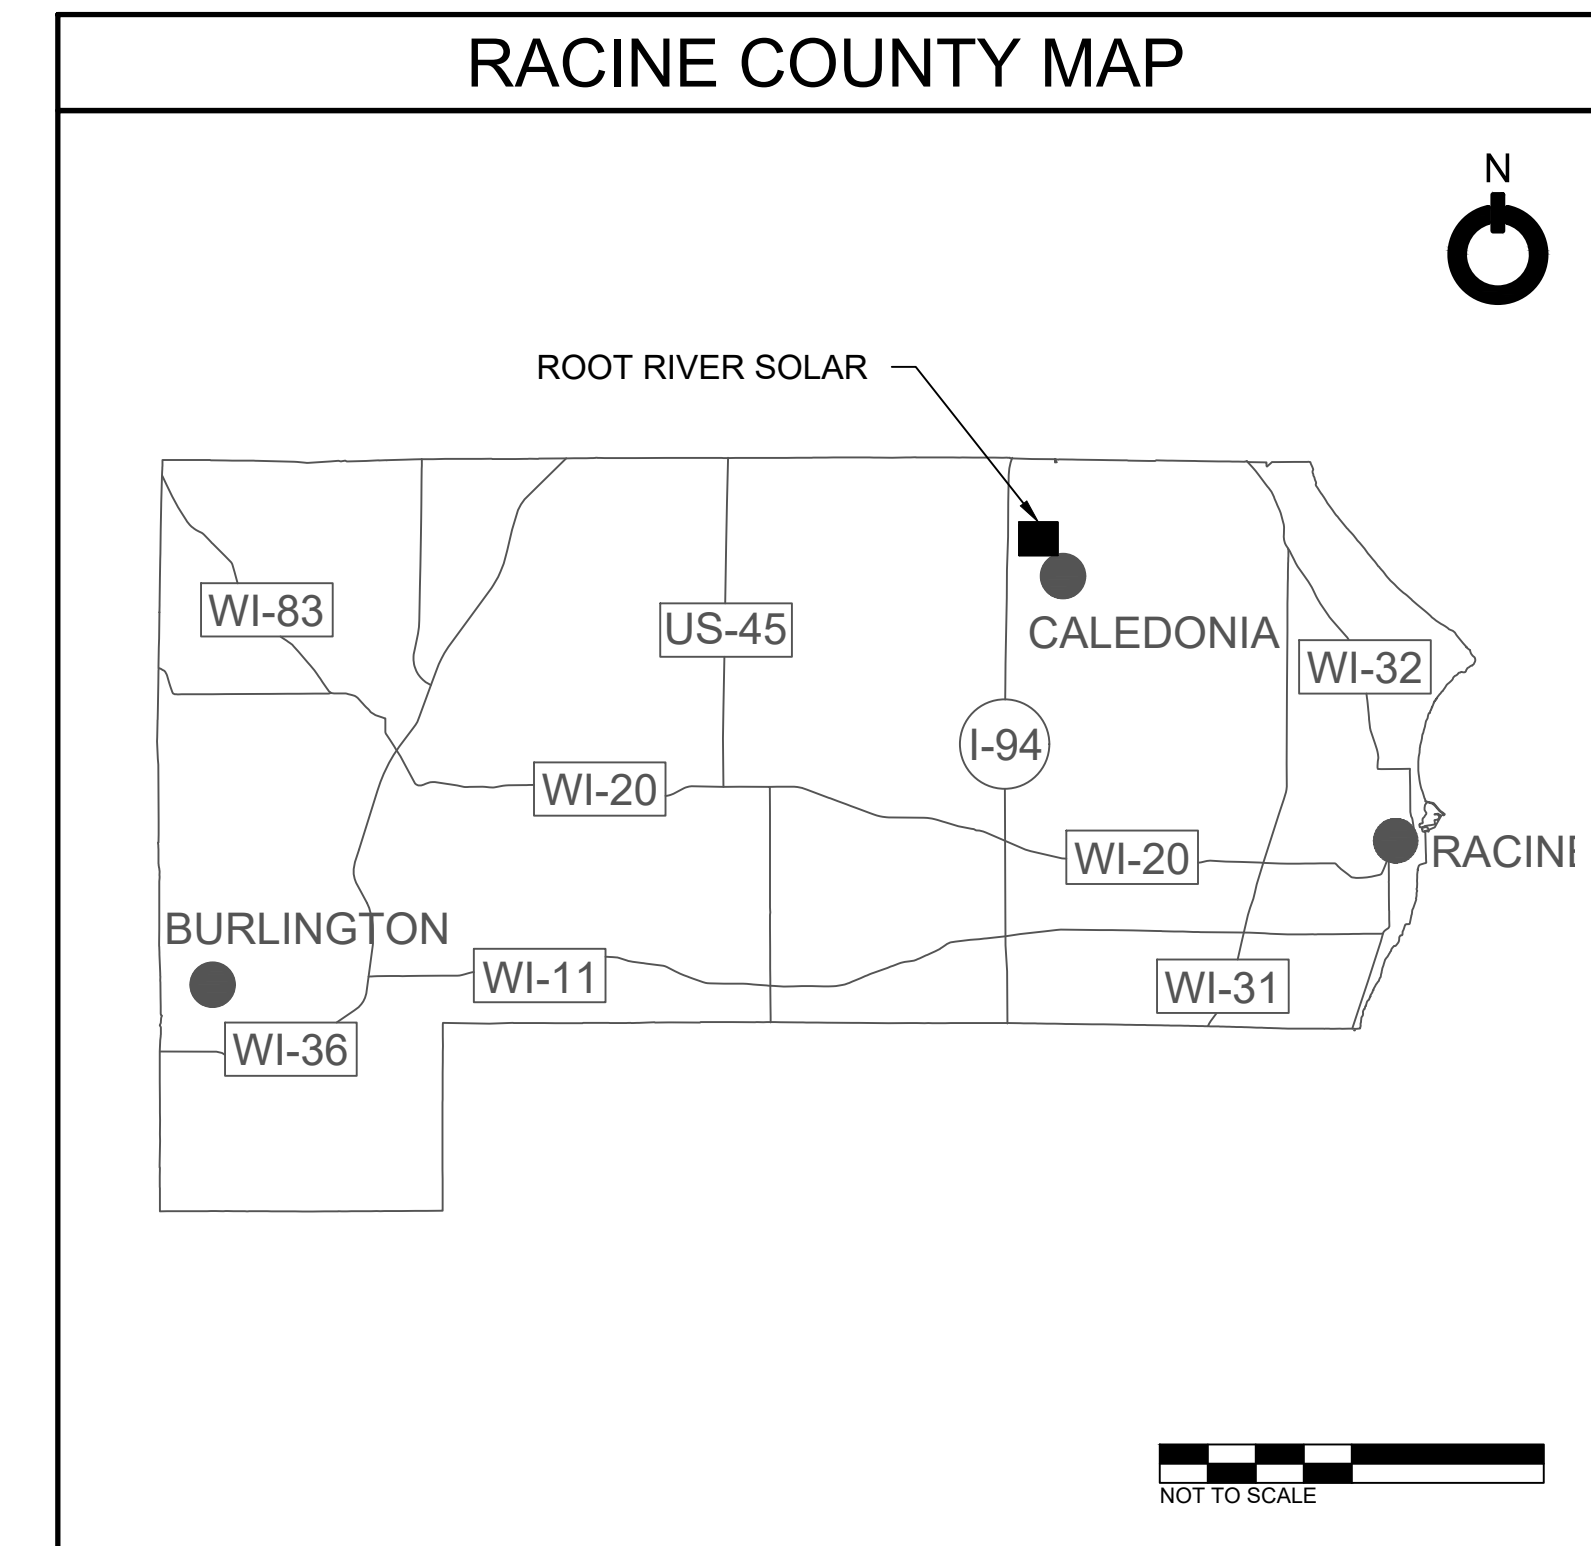 RACINE COUNTY MAP
N
ROOT RIVER SOLAR
WI-83
US-45
CALEDONIA
WI-32
I-94
WI-20
WI-20
RACINE
BURLINGTON
WI-11
WI-31
WI-36
NOT TO SCALE